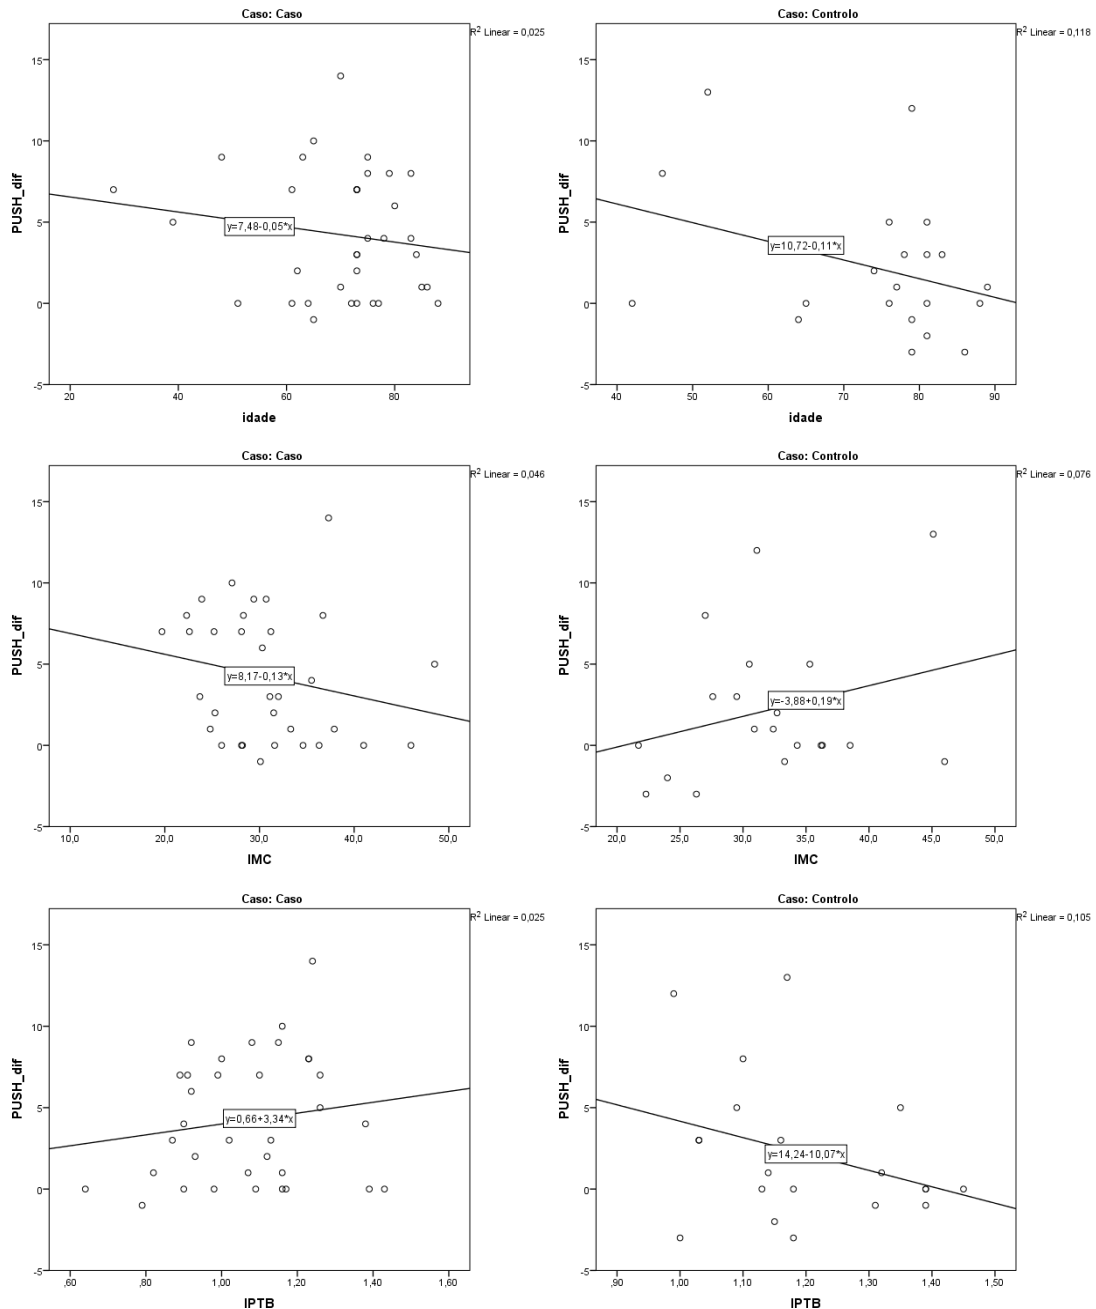 Caso: Caso
R² Linear = 0,025
15
10
5
0
-5
PUSH_dif
y=7,48-0,05*x
20 40 60 80
idade
Caso: Controlo
R² Linear = 0,118
15
10
5
0
-5
PUSH_dif
y=10,72-0,11*x
40 50 60 70 80 90
idade
Caso: Caso
R² Linear = 0,046
15
10
5
0
-5
PUSH_dif
y=8,17-0,13*x
10,0 20,0 30,0 40,0 50,0
IMC
Caso: Controlo
R² Linear = 0,076
15
10
5
0
-5
PUSH_dif
y=-3,88+0,19*x
20,0 25,0 30,0 35,0 40,0 45,0 50,0
IMC
Caso: Caso
R² Linear = 0,025
15
10
5
0
-5
PUSH_dif
y=0,66+3,34*x
,60 ,80 1,00 1,20 1,40 1,60
IPTB
Caso: Controlo
R² Linear = 0,105
15
10
5
0
-5
PUSH_dif
y=14,24-10,07*x
,90 1,00 1,10 1,20 1,30 1,40 1,50
IPTB